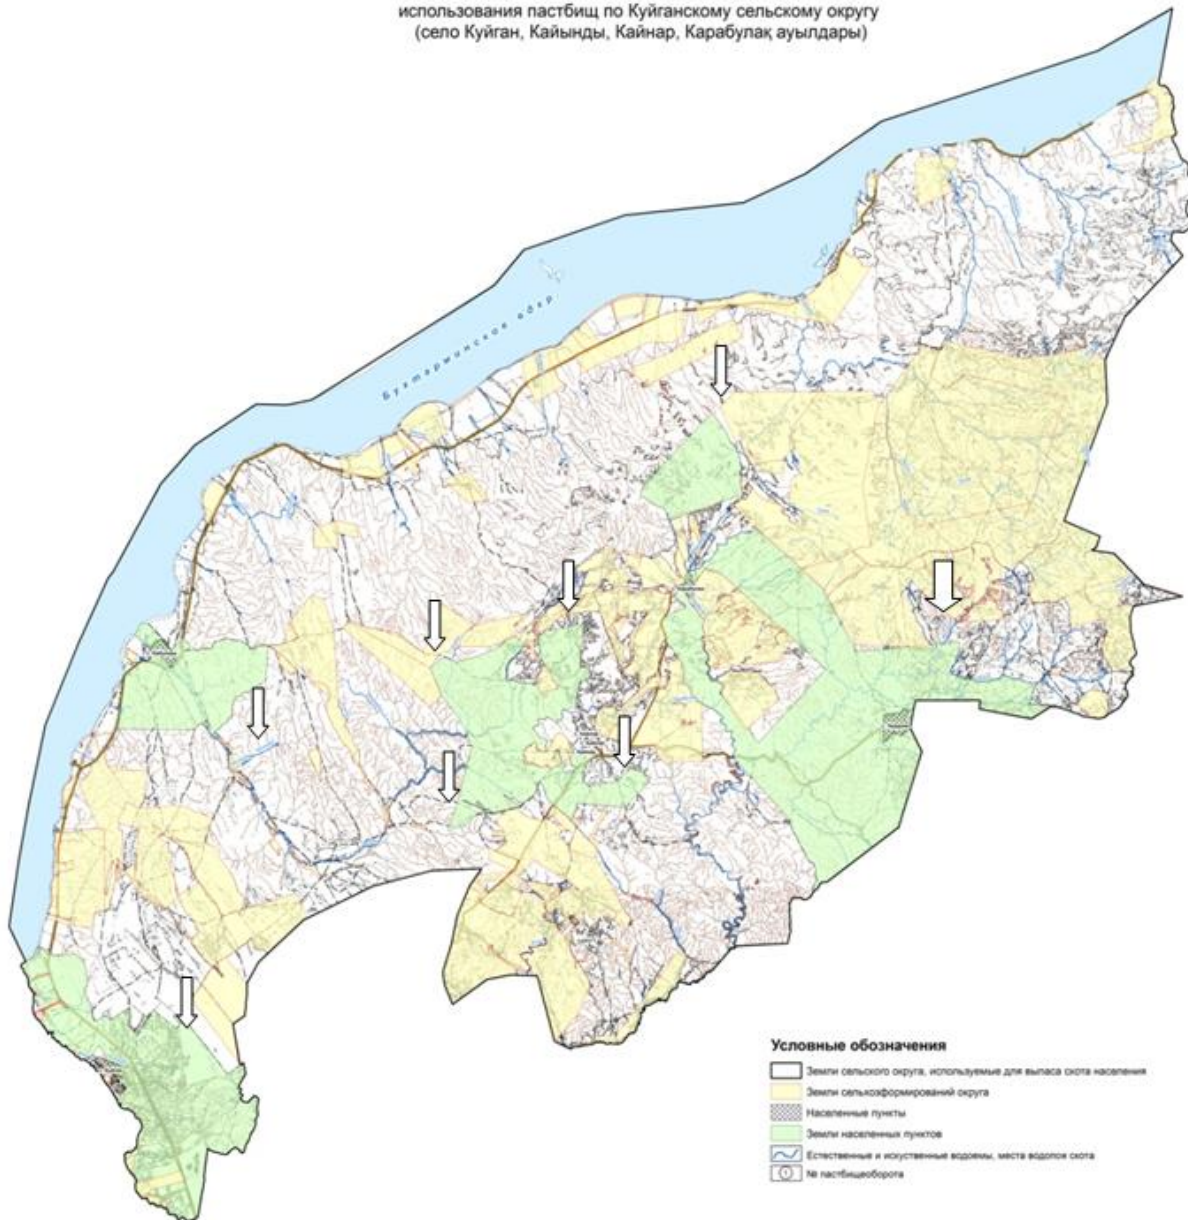 использования пастбищ по Куйганскому сельскому округу
(село Куйган, Кайынды, Кайнар, Карабулақ ауылдары)
Бухтарминское вдхр
Условные обозначения
Земли сельского округа, используемые для выпаса скота населения
Земли сельхозформирований округа
Населенные пункты
Земли населенных пунктов
Естественные и искуственные водоемы, места водопоя скота
№ пастбищеоборота